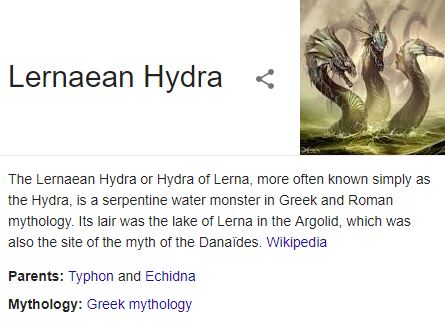 Lernaean Hydra
The Lernaean Hydra or Hydra of Lerna, more often known simply as
the Hydra, is a serpentine water monster in Greek and Roman
mythology. Its lair was the lake of Lerna in the Argolid, which was
also the site of the myth of the Danaïdes. Wikipedia
Parents: Typhon and Echidna
Mythology: Greek mythology